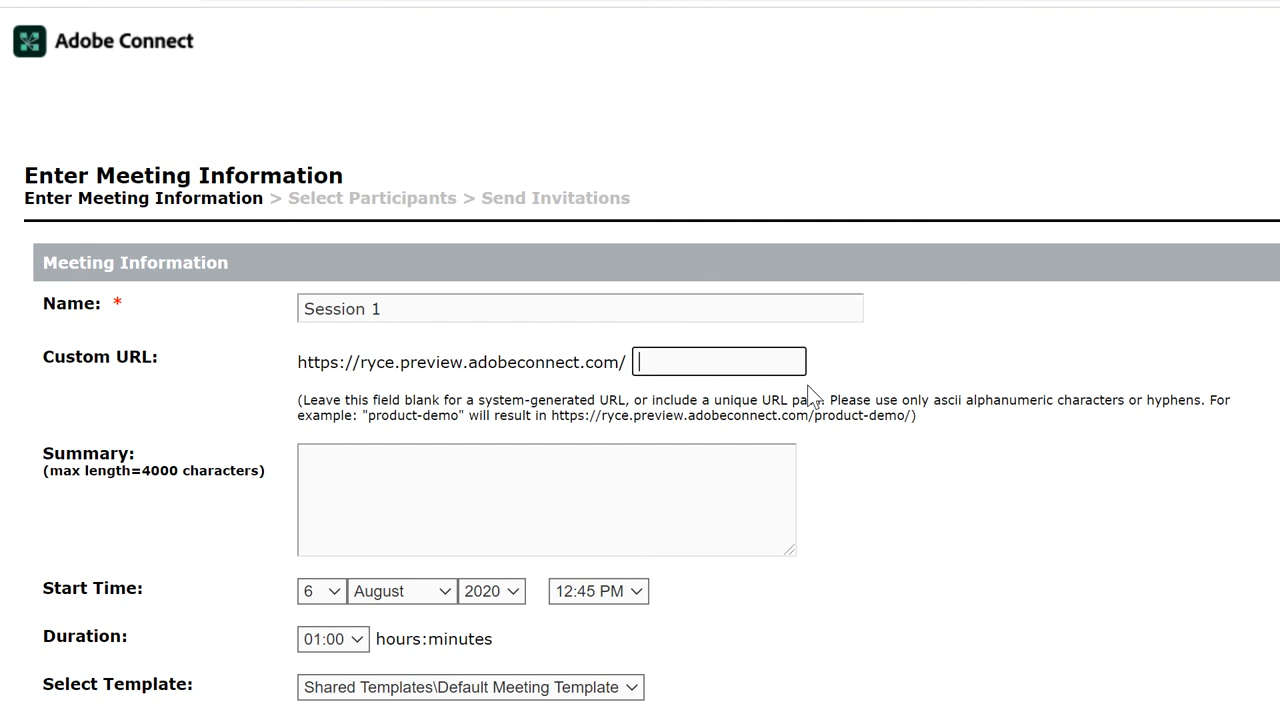 Adobe Connect
Enter Meeting Information
Enter Meeting Information > Select Participants > Send Invitations
Meeting Information
Name: * Session 1
Custom URL: https://ryce.preview.adobeconnect.com/
(Leave this field blank for a system-generated URL, or include a unique URL path. Please use only ascii alphanumeric characters or hyphens. For
example: "product-demo" will result in https://ryce.preview.adobeconnect.com/product-demo/)
Summary:
(max length=4000 characters)
Start Time: 6 August 2020 12:45 PM
Duration: 01:00 hours:minutes
Select Template: Shared Templates\Default Meeting Template